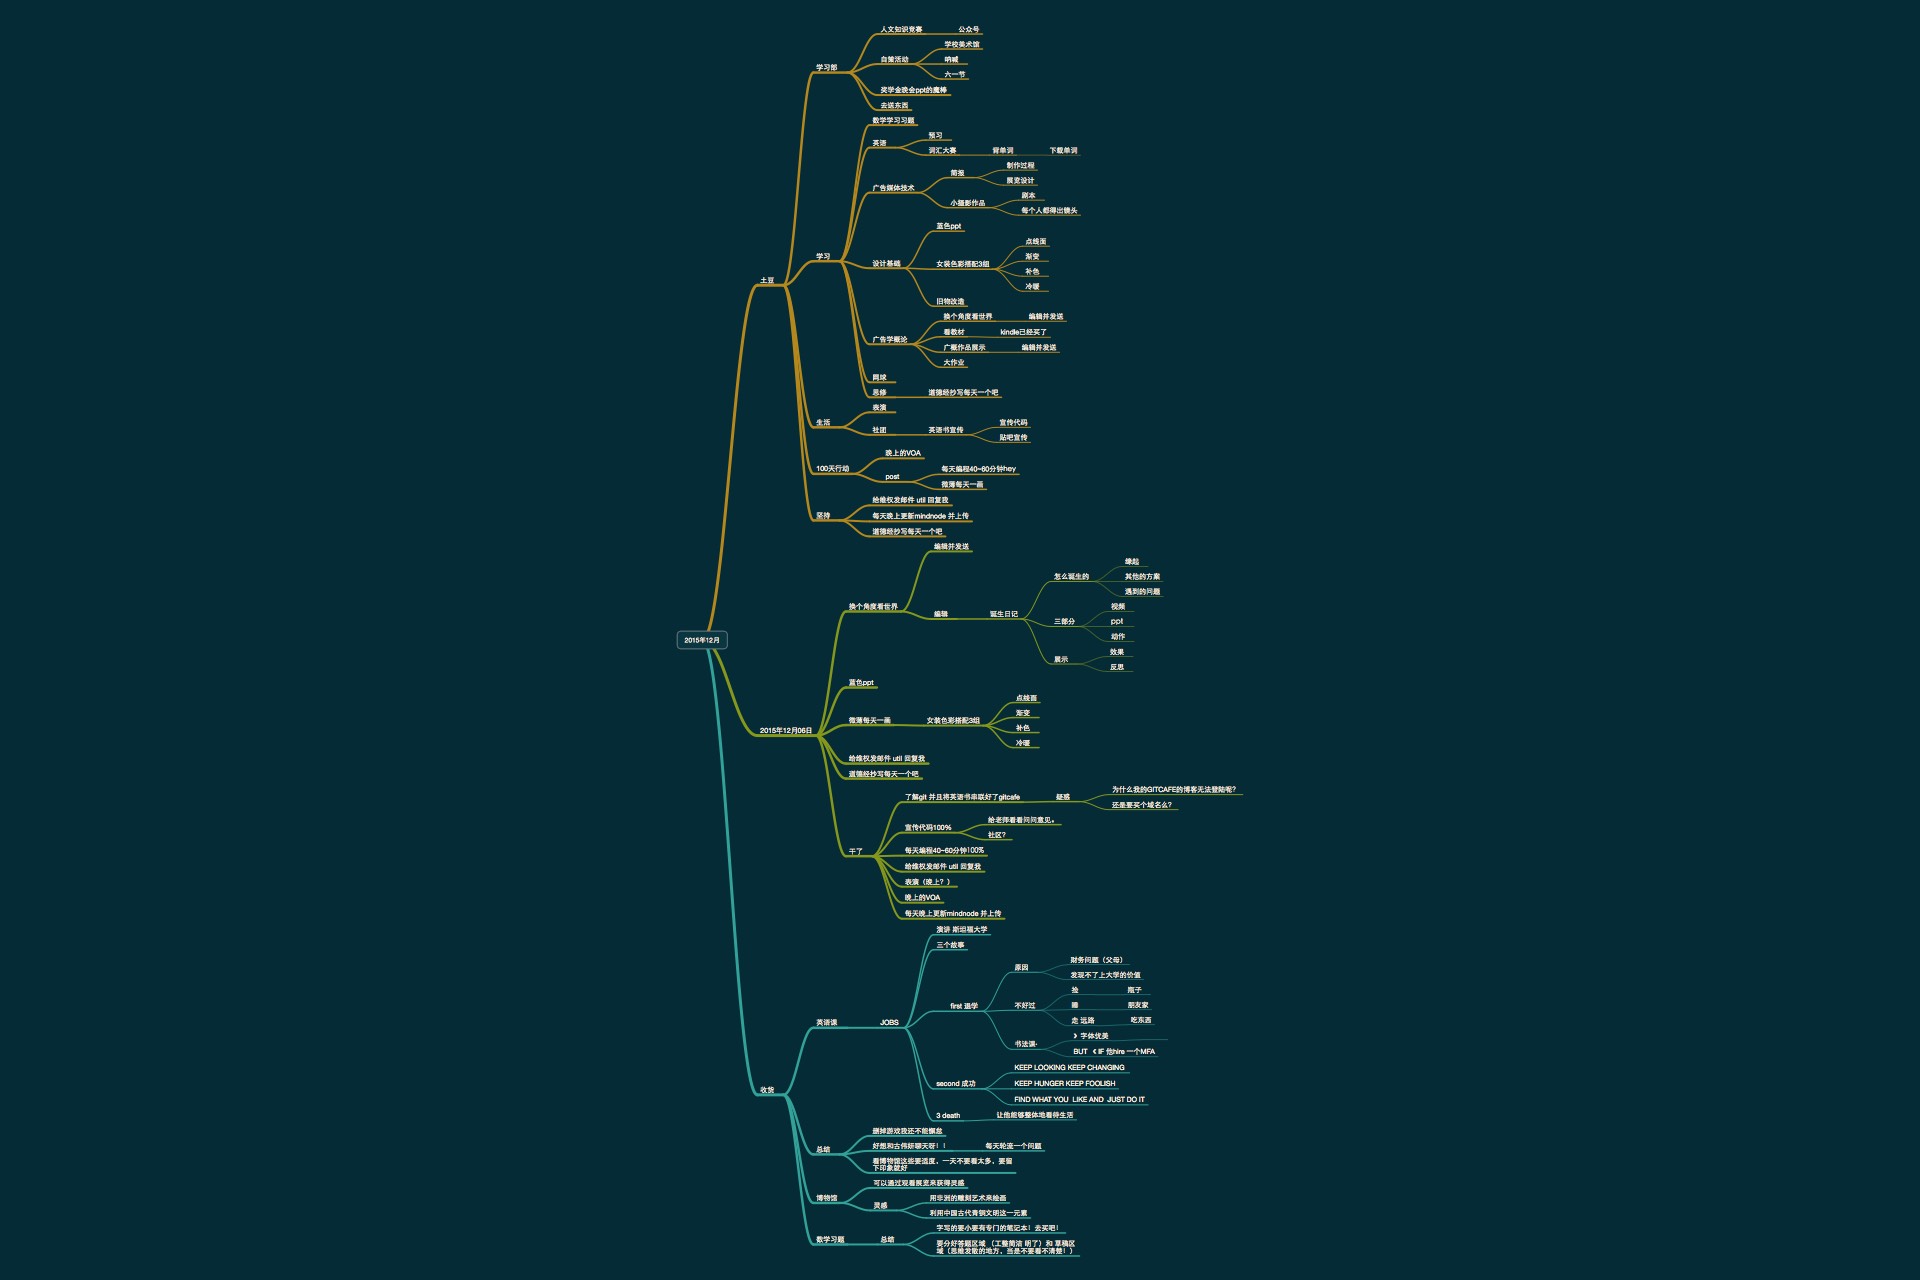 人文知识竞赛
公众号
学校美术馆
自策活动
呐喊
学习部
六一节
奖学金晚会ppt的魔棒
去送东西
数学学习习题
预习
英语
词汇大赛
背单词
下载单词
制作过程
简报
展览设计
广告媒体技术
剧本
小摄影作品
每个人都得出镜头
蓝色ppt
点线面
渐变
学习
设计基础
女装色彩搭配3组
补色
冷暖
土豆
旧物改造
换个角度看世界
编辑并发送
看教材
kindle已经买了
广告学概论
广概作品展示
编辑并发送
大作业
网球
思修
道德经抄写每天一个吧
表演
生活
宣传代码
社团
英语书宣传
贴吧宣传
晚上的VOA
100天行动
每天编程40-60分钟hey
post
微薄每天一画
给维权发邮件 util 回复我
坚持
每天晚上更新mindnode 并上传
道德经抄写每天一个吧
编辑并发送
缘起
怎么诞生的
其他的方案
遇到的问题
换个角度看世界
视频
编辑
诞生日记
三部分
ppt
2015年12月
动作
效果
展示
反思
蓝色ppt
点线面
渐变
微薄每天一画
女装色彩搭配3组
2015年12月06日
补色
冷暖
给维权发邮件 util 回复我
道德经抄写每天一个吧
为什么我的GITCAFE的博客无法登陆呢？
了解git 并且将英语书串联好了gitcafe
疑惑
还是要买个域名么？
给老师看看问问意见。
宣传代码100%
社区？
干了
每天编程40-60分钟100%
给维权发邮件 util 回复我
表演（晚上？）
晚上的VOA
每天晚上更新mindnode 并上传
演讲 斯坦福大学
三个故事
财务问题（父母）
原因
发现不了上大学的价值
捡
瓶子
first 退学
不好过
睡
朋友家
走 远路
吃东西
英语课
JOBS
》字体优美
书法课·
BUT 《 IF 他hire 一个MFA
KEEP LOOKING KEEP CHANGING
second 成功
KEEP HUNGER KEEP FOOLISH
收货
FIND WHAT YOU LIKE AND JUST DO IT
3 death
让他能够整体地看待生活
删掉游戏我还不能懈怠
总结
好想和古伟妍聊天呀！！
每天轮流一个问题
看博物馆这些要适度，一天不要看太多，要留
下印象就好
可以通过观看展览来获得灵感
博物馆
用非洲的雕刻艺术来绘画
灵感
利用中国古代青铜文明这一元素
字写的要小要有专门的笔记本！去买吧！
数学习题
总结
要分好答题区域 （工整简洁 明了）和 草稿区
域（思维发散的地方，当是不要看不清楚！）